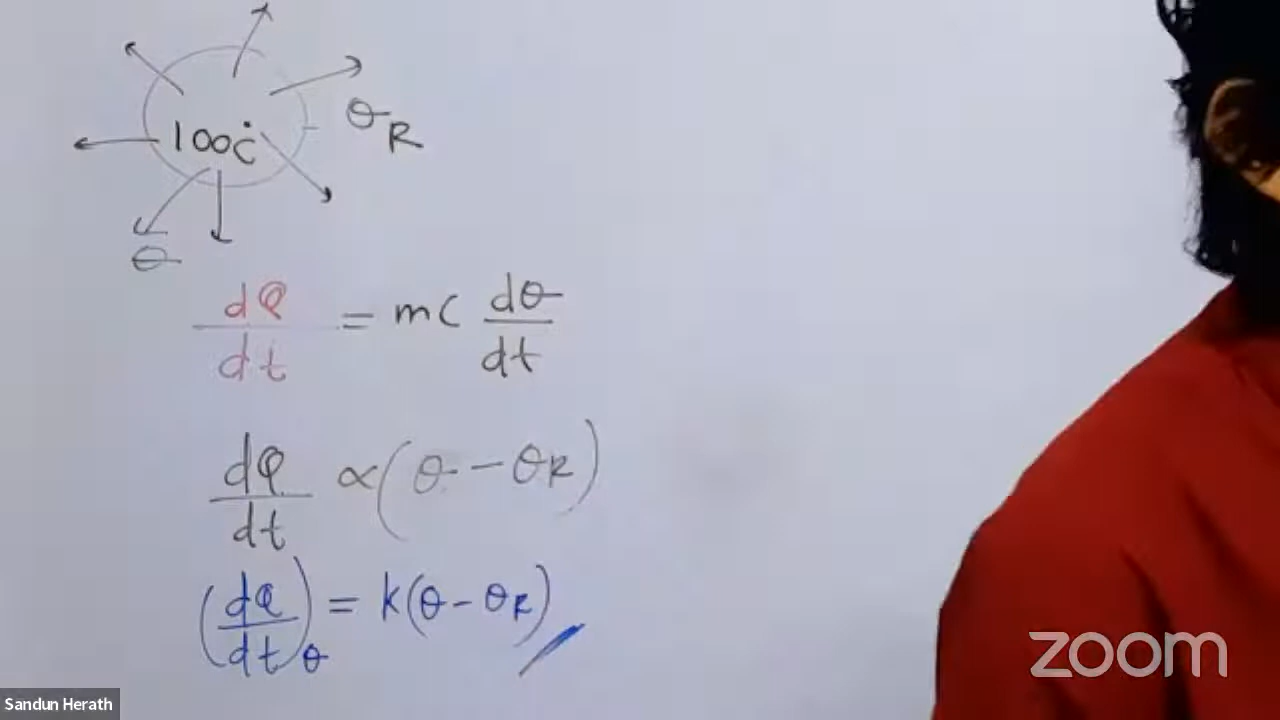 100°C
θR
θ
dQ/dt = mc dθ/dt
dQ/dt ∝ (θ - θR)
(dQ/dt)θ = k(θ - θR)
zoom
Sandun Herath